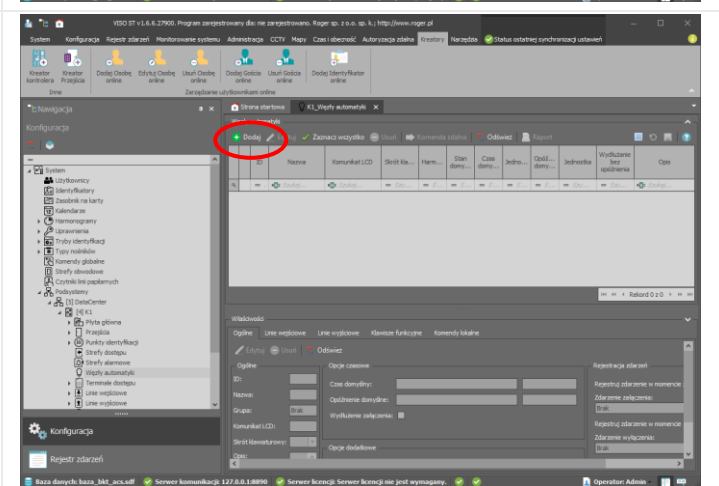 VISO ST v1.6.6.27900. Program zarejestrowany dla: nie zarejestrowano. Roger sp. z o.o. sp. k.; http://www.roger.pl
System Konfiguracja Rejestr zdarzeń Monitorowanie systemu Administracja CCTV Mapy Czas i obecność Autoryzacja zdalna Kreatory Narzędzia Status ostatniej synchronizacji ustawień
Kreator kontrolera Kreator Przejścia Dodaj Osobę online Edytuj Osobę online Usuń Osobę online Dodaj Gościa online Usuń Gościa online Dodaj Identyfikator online
Inne Zarządzanie użytkownikam online
Nawigacja
Strona startowa K1_Węzły automatyki
Konfiguracja
Dodaj Zaznacz wszystko Usuń Komenda zdalna Odśwież Raport
ID Nazwa Komunikat LCD Skrót kla... Harm... Stan domy... Czas domy... Jedno... Opóź... domy... Jednostka Wydłużanie bez opóźnienia Opis
System
Użytkownicy
Identyfikatory
Zasobnik na karty
Kalendarze
Harmonogramy
Uprawnienia
Tryby identyfikacji
Typy nośników
Komendy globalne
Strefy obwodowe
Czytniki linii papilarnych
Podsystemy
[3] DataCenter
[4] K1
Płyta główna
Przejścia
Punkty identyfikacji
Strefy dostępu
Strefy alarmowe
Węzły automatyki
Terminale dostępu
Linie wejściowe
Linie wyjściowe
Rekord 0 z 0
Właściwości
Ogólne Linie wejściowe Linie wyjściowe Klawisze funkcyjne Komendy lokalne
Edytuj Usuń Odśwież
Ogólne
ID:
Nazwa:
Grupa: Brak
Komunikat LCD:
Skrót klawiaturowy:
Opis:
Opcje czasowe
Czas domyślny:
Opóźnienie domyślne:
Wydłużenie załączenia:
Opcje dodatkowe
Rejestracja zdarzeń
Rejestruj zdarzenie w momencie
Zdarzenie załączenia:
Brak
Rejestruj zdarzenie w momencie
Zdarzenie wyłączenia:
Brak
Konfiguracja
Rejestr zdarzeń
Baza danych: baza_bkt_acs.sdf Serwer komunikacji: 127.0.0.1:8890 Serwer licencji: Serwer licencji nie jest wymagany. Operator: Admin